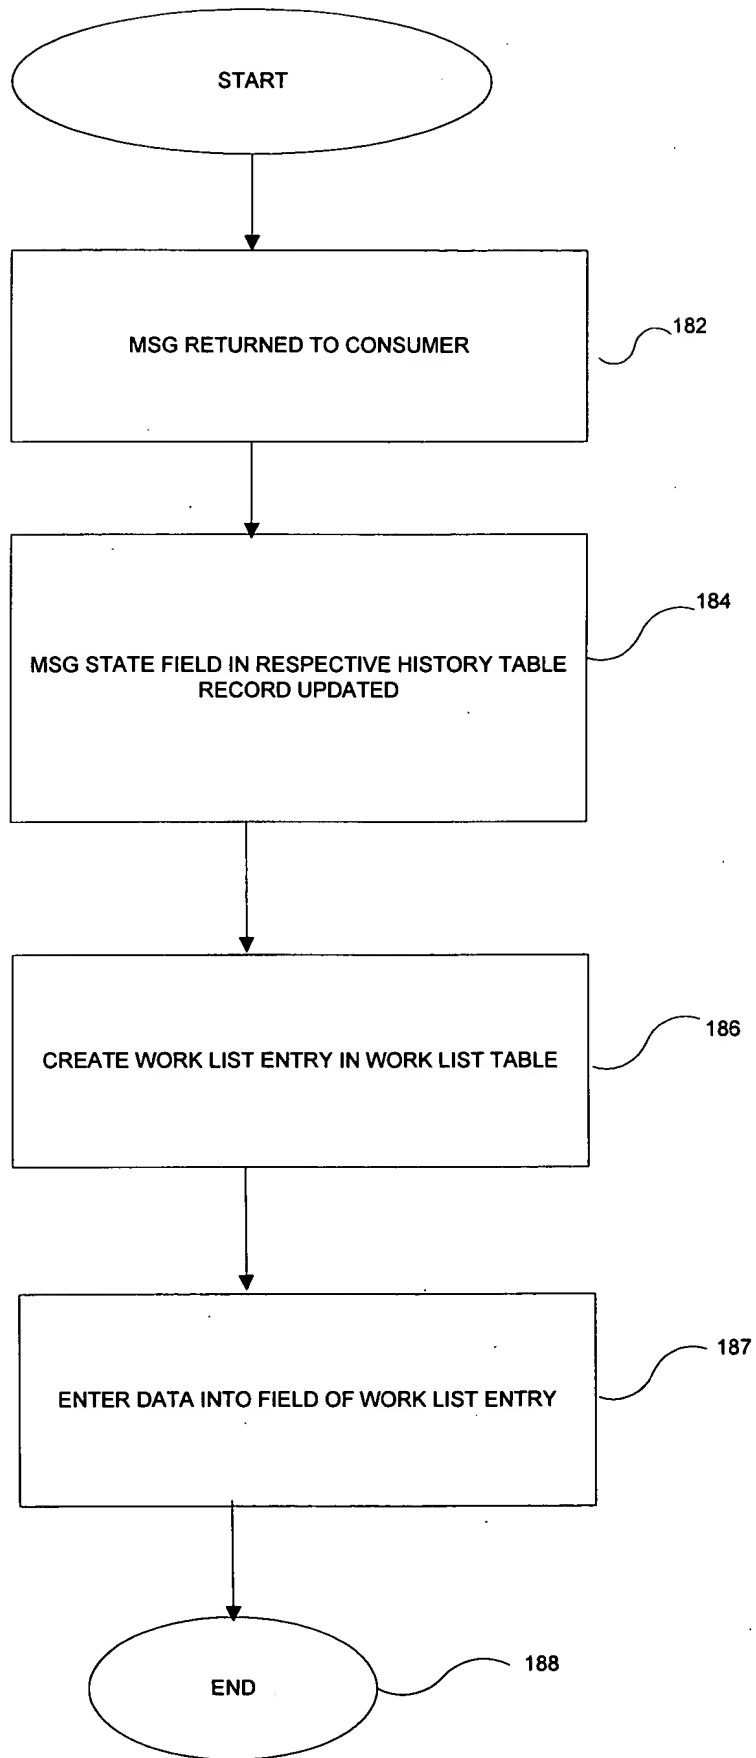 START
MSG RETURNED TO CONSUMER
182
MSG STATE FIELD IN RESPECTIVE HISTORY TABLE
RECORD UPDATED
184
CREATE WORK LIST ENTRY IN WORK LIST TABLE
186
ENTER DATA INTO FIELD OF WORK LIST ENTRY
187
END
188